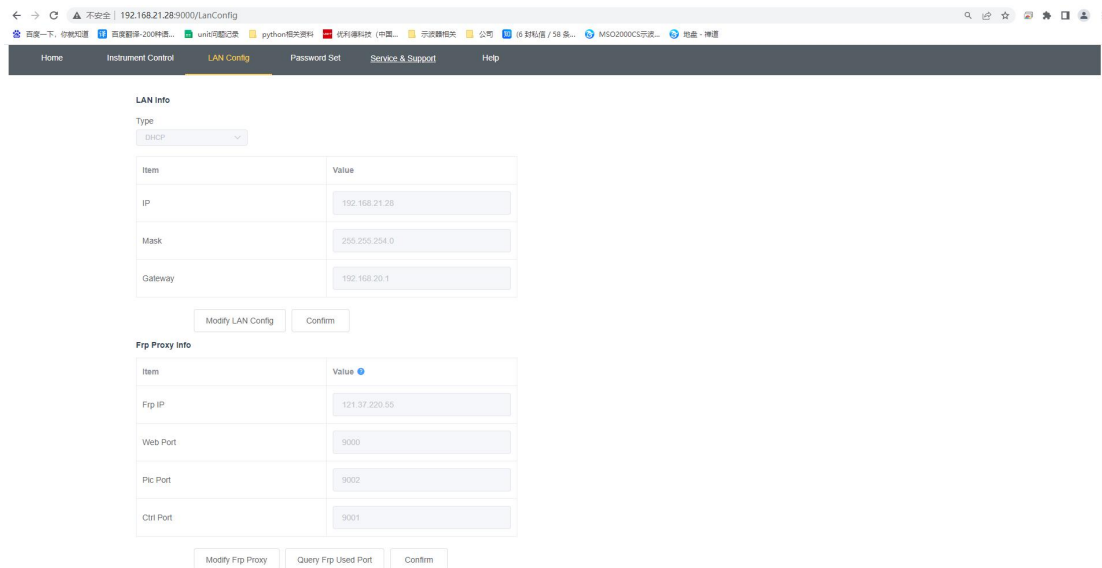 不安全 | 192.168.21.28:9000/LanConfig
百度一下，你就知道 百度翻译-200种语... unit问题记录 python相关资料 优利德科技（中国... 示波器相关 公司 (6 封私信 / 58 条... MSO2000CS示波... 地盘 - 禅道
Home Instrument Control LAN Config Password Set Service & Support Help
LAN Info
Type
DHCP
Item Value
IP 192.168.21.28
Mask 255.255.254.0
Gateway 192.168.20.1
Modify LAN Config Confirm
Frp Proxy Info
Item Value ?
Frp IP 121.37.220.55
Web Port 9000
Pic Port 9002
Ctrl Port 9001
Modify Frp Proxy Query Frp Used Port Confirm